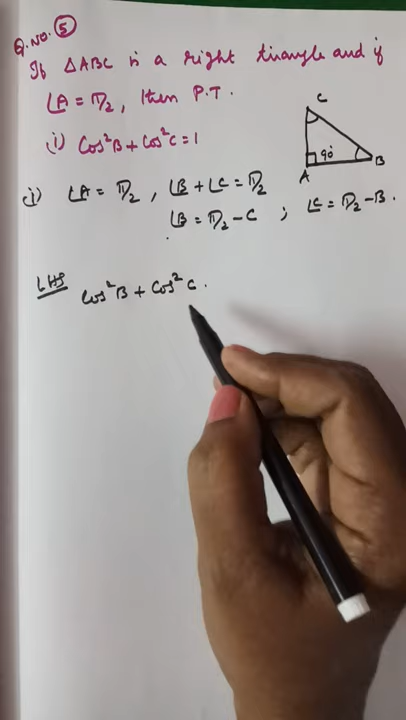 Q.NO. 5
If △ABC is a right triangle and if
∠A = π/2, then P.T.
i) Cos²B + Cos²C = 1
C
A
90°
B
i) ∠A = π/2, ∠B + ∠C = π/2
∠B = π/2 - C ; ∠C = π/2 - B.
LHS
Cos²B + Cos²C.